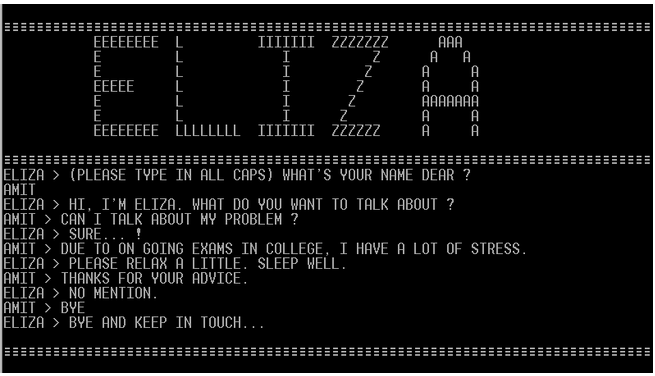 ===============================================================================
           EEEEEEEE  L         IIIIIII  ZZZZZZZ      AAA
           E         L            I          Z      A   A
           E         L            I         Z      A     A
           EEEEE     L            I        Z       A     A
           E         L            I       Z        AAAAAAA
           E         L            I      Z         A     A
           EEEEEEEE  LLLLLLLL  IIIIIII  ZZZZZZ     A     A
===============================================================================
ELIZA > (PLEASE TYPE IN ALL CAPS) WHAT'S YOUR NAME DEAR ?
AMIT
ELIZA > HI, I'M ELIZA. WHAT DO YOU WANT TO TALK ABOUT ?
AMIT > CAN I TALK ABOUT MY PROBLEM ?
ELIZA > SURE... !
AMIT > DUE TO ON GOING EXAMS IN COLLEGE, I HAVE A LOT OF STRESS.
ELIZA > PLEASE RELAX A LITTLE. SLEEP WELL.
AMIT > THANKS FOR YOUR ADVICE.
ELIZA > NO MENTION.
AMIT > BYE
ELIZA > BYE AND KEEP IN TOUCH...
===============================================================================